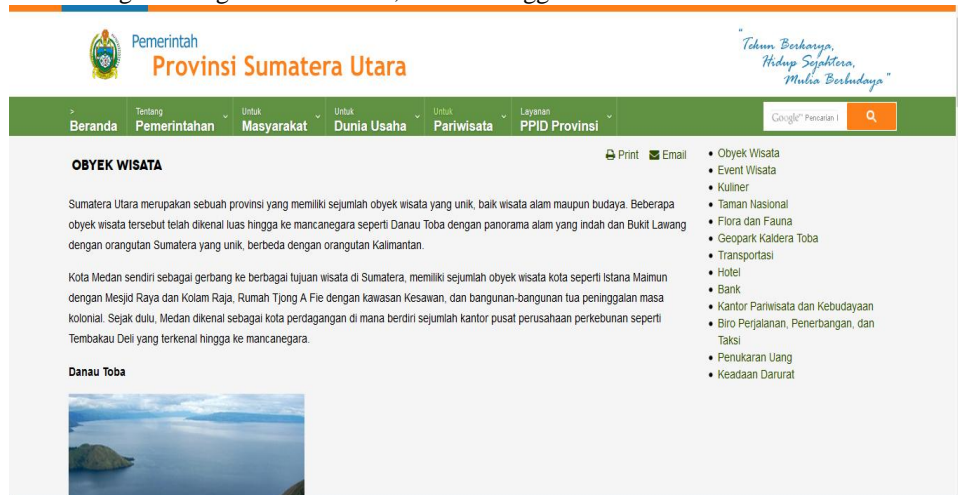 Pemerintah
Provinsi Sumatera Utara
"Tekun Berkarya,
Hidup Sejahtera,
Mulia Berbudaya"
>
Beranda
Tentang
Pemerintahan
Untuk
Masyarakat
Untuk
Dunia Usaha
Untuk
Pariwisata
Layanan
PPID Provinsi
Google Pencarian
OBYEK WISATA
Print Email
Sumatera Utara merupakan sebuah provinsi yang memiliki sejumlah obyek wisata yang unik, baik wisata alam maupun budaya. Beberapa
obyek wisata tersebut telah dikenal luas hingga ke mancanegara seperti Danau Toba dengan panorama alam yang indah dan Bukit Lawang
dengan orangutan Sumatera yang unik, berbeda dengan orangutan Kalimantan.
Kota Medan sendiri sebagai gerbang ke berbagai tujuan wisata di Sumatera, memiliki sejumlah obyek wisata kota seperti Istana Maimun
dengan Mesjid Raya dan Kolam Raja, Rumah Tjong A Fie dengan kawasan Kesawan, dan bangunan-bangunan tua peninggalan masa
kolonial. Sejak dulu, Medan dikenal sebagai kota perdagangan di mana berdiri sejumlah kantor pusat perusahaan perkebunan seperti
Tembakau Deli yang terkenal hingga ke mancanegara.
Danau Toba
• Obyek Wisata
• Event Wisata
• Kuliner
• Taman Nasional
• Flora dan Fauna
• Geopark Kaldera Toba
• Transportasi
• Hotel
• Bank
• Kantor Pariwisata dan Kebudayaan
• Biro Perjalanan, Penerbangan, dan
Taksi
• Penukaran Uang
• Keadaan Darurat